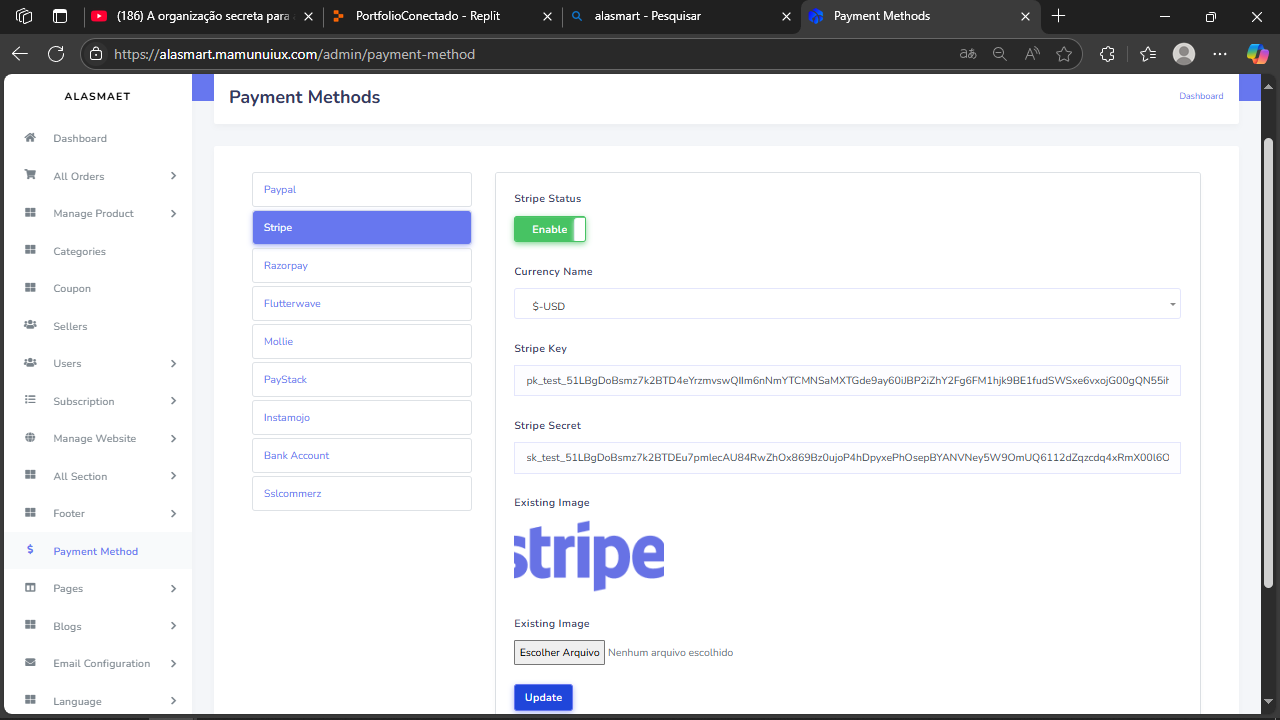 (186) A organização secreta para
PortfolioConectado - Replit
alasmart - Pesquisar
Payment Methods
https://alasmart.mamunuiux.com/admin/payment-method
ALASMAET
Dashboard
All Orders
Manage Product
Categories
Coupon
Sellers
Users
Subscription
Manage Website
All Section
Footer
Payment Method
Pages
Blogs
Email Configuration
Language
Payment Methods
Dashboard
Paypal
Stripe
Razorpay
Flutterwave
Mollie
PayStack
Instamojo
Bank Account
Sslcommerz
Stripe Status
Enable
Currency Name
$-USD
Stripe Key
Stripe Secret
Existing Image
stripe
Existing Image
Escolher Arquivo Nenhum arquivo escolhido
Update